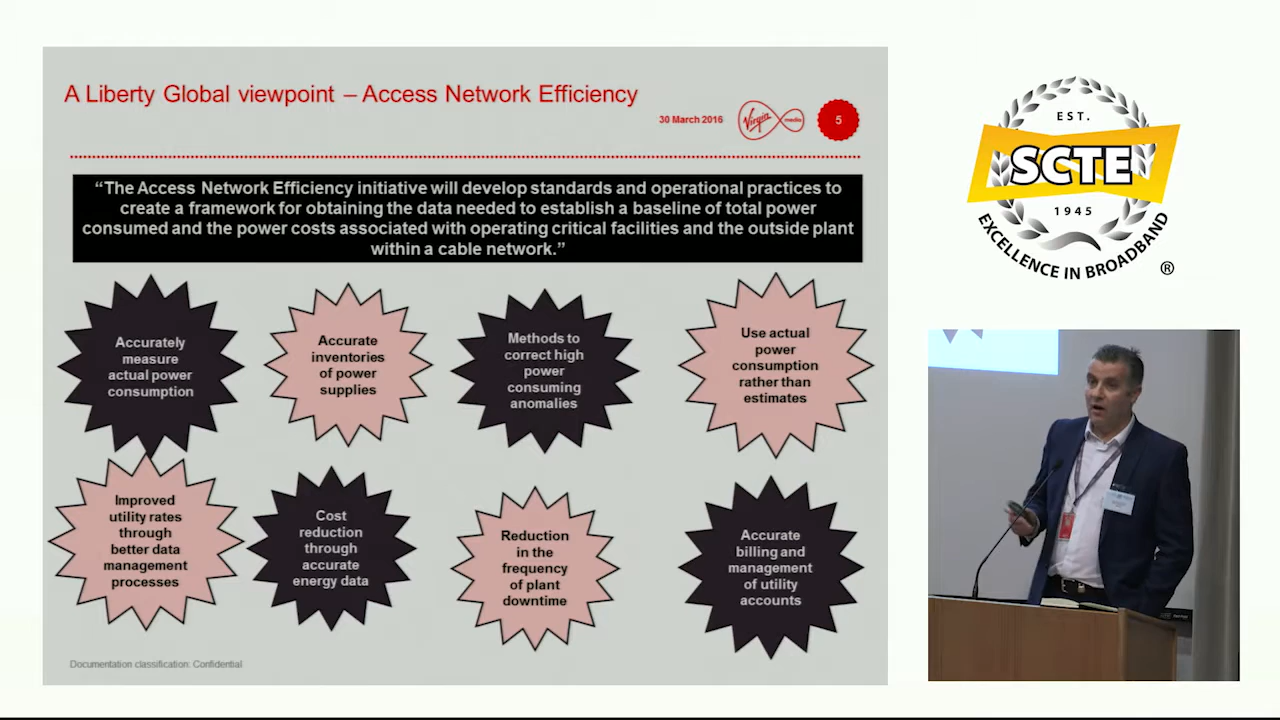 A Liberty Global viewpoint – Access Network Efficiency
30 March 2016
Virgin
media
5
“The Access Network Efficiency initiative will develop standards and operational practices to
create a framework for obtaining the data needed to establish a baseline of total power
consumed and the power costs associated with operating critical facilities and the outside plant
within a cable network.”
Accurately
measure
actual power
consumption
Accurate
inventories
of power
supplies
Methods to
correct high
power
consuming
anomalies
Use actual
power
consumption
rather than
estimates
Improved
utility rates
through
better data
management
processes
Cost
reduction
through
accurate
energy data
Reduction
in the
frequency
of plant
downtime
Accurate
billing and
management
of utility
accounts
Documentation classification: Confidential
EST.
SCTE
1945
EXCELLENCE IN BROADBAND
®